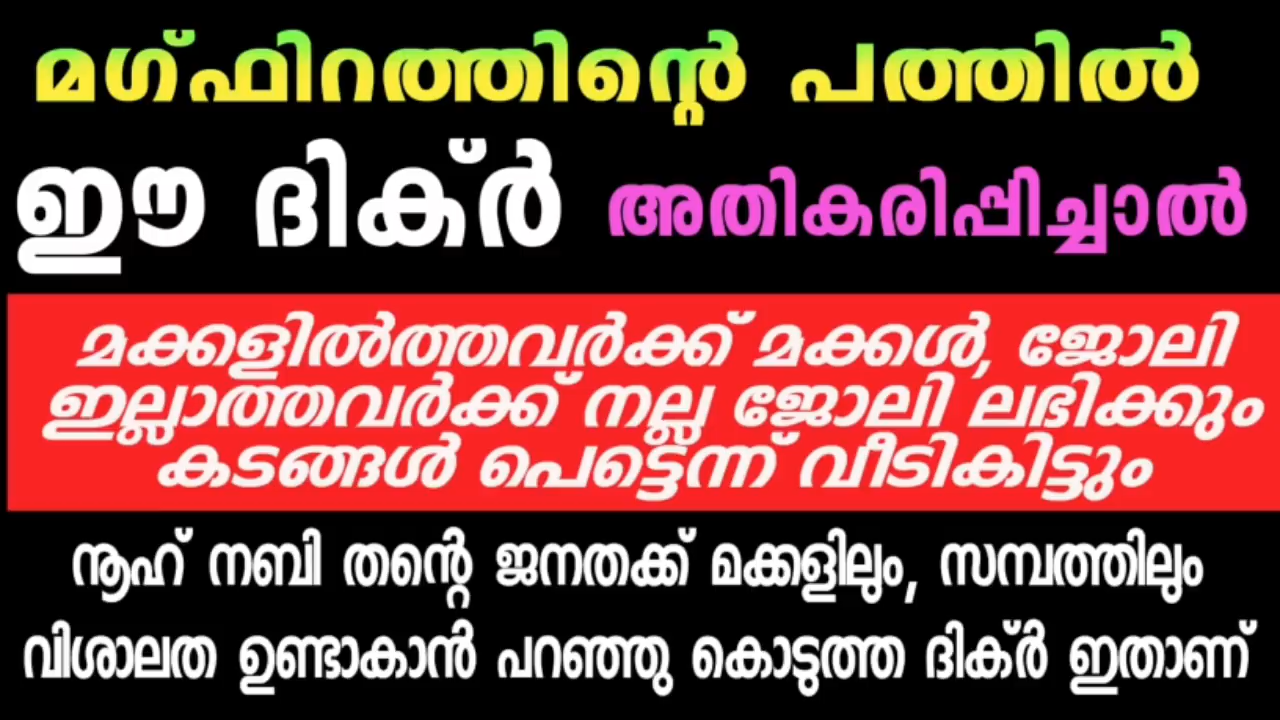 മഗ്ഫിറത്തിന്റെ പത്തിൽ
ഈ ദിക്ർ അതികരിപ്പിച്ചാൽ
മക്കളിൽത്തവർക്ക് മക്കൾ, ജോലി
ഇല്ലാത്തവർക്ക് നല്ല ജോലി ലഭിക്കും
കടങ്ങൾ പെട്ടെന്ന് വീടികിട്ടും
നൂഹ് നബി തന്റെ ജനതക്ക് മക്കളിലും, സമ്പത്തിലും
വിശാലത ഉണ്ടാകാൻ പറഞ്ഞു കൊടുത്ത ദിക്ർ ഇതാണ്